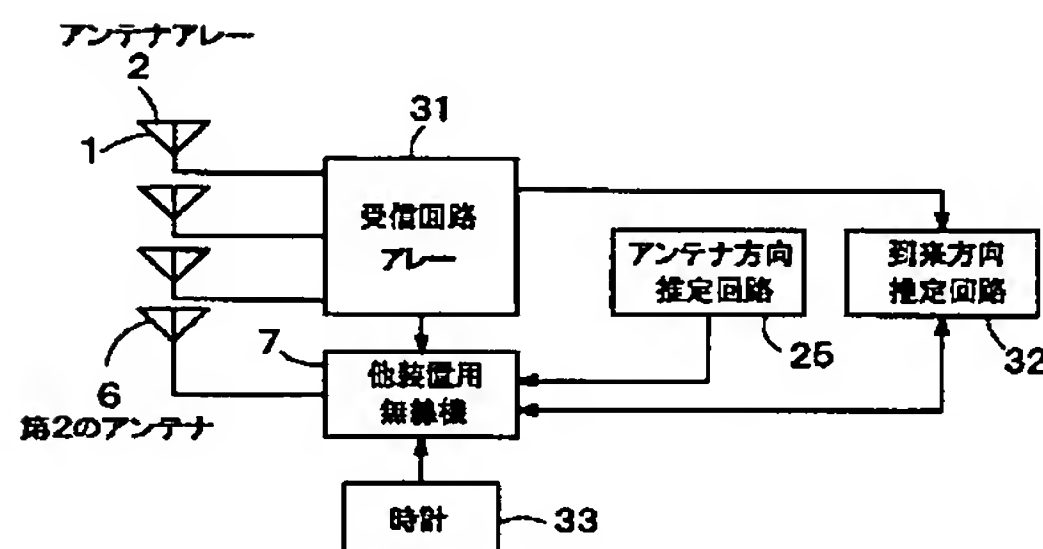 アンテナアレー
2
1
31
受信回路
アレー
アンテナ方向
推定回路
25
到来方向
推定回路
32
7
他装置用
無線機
6
第2のアンテナ
時計
33